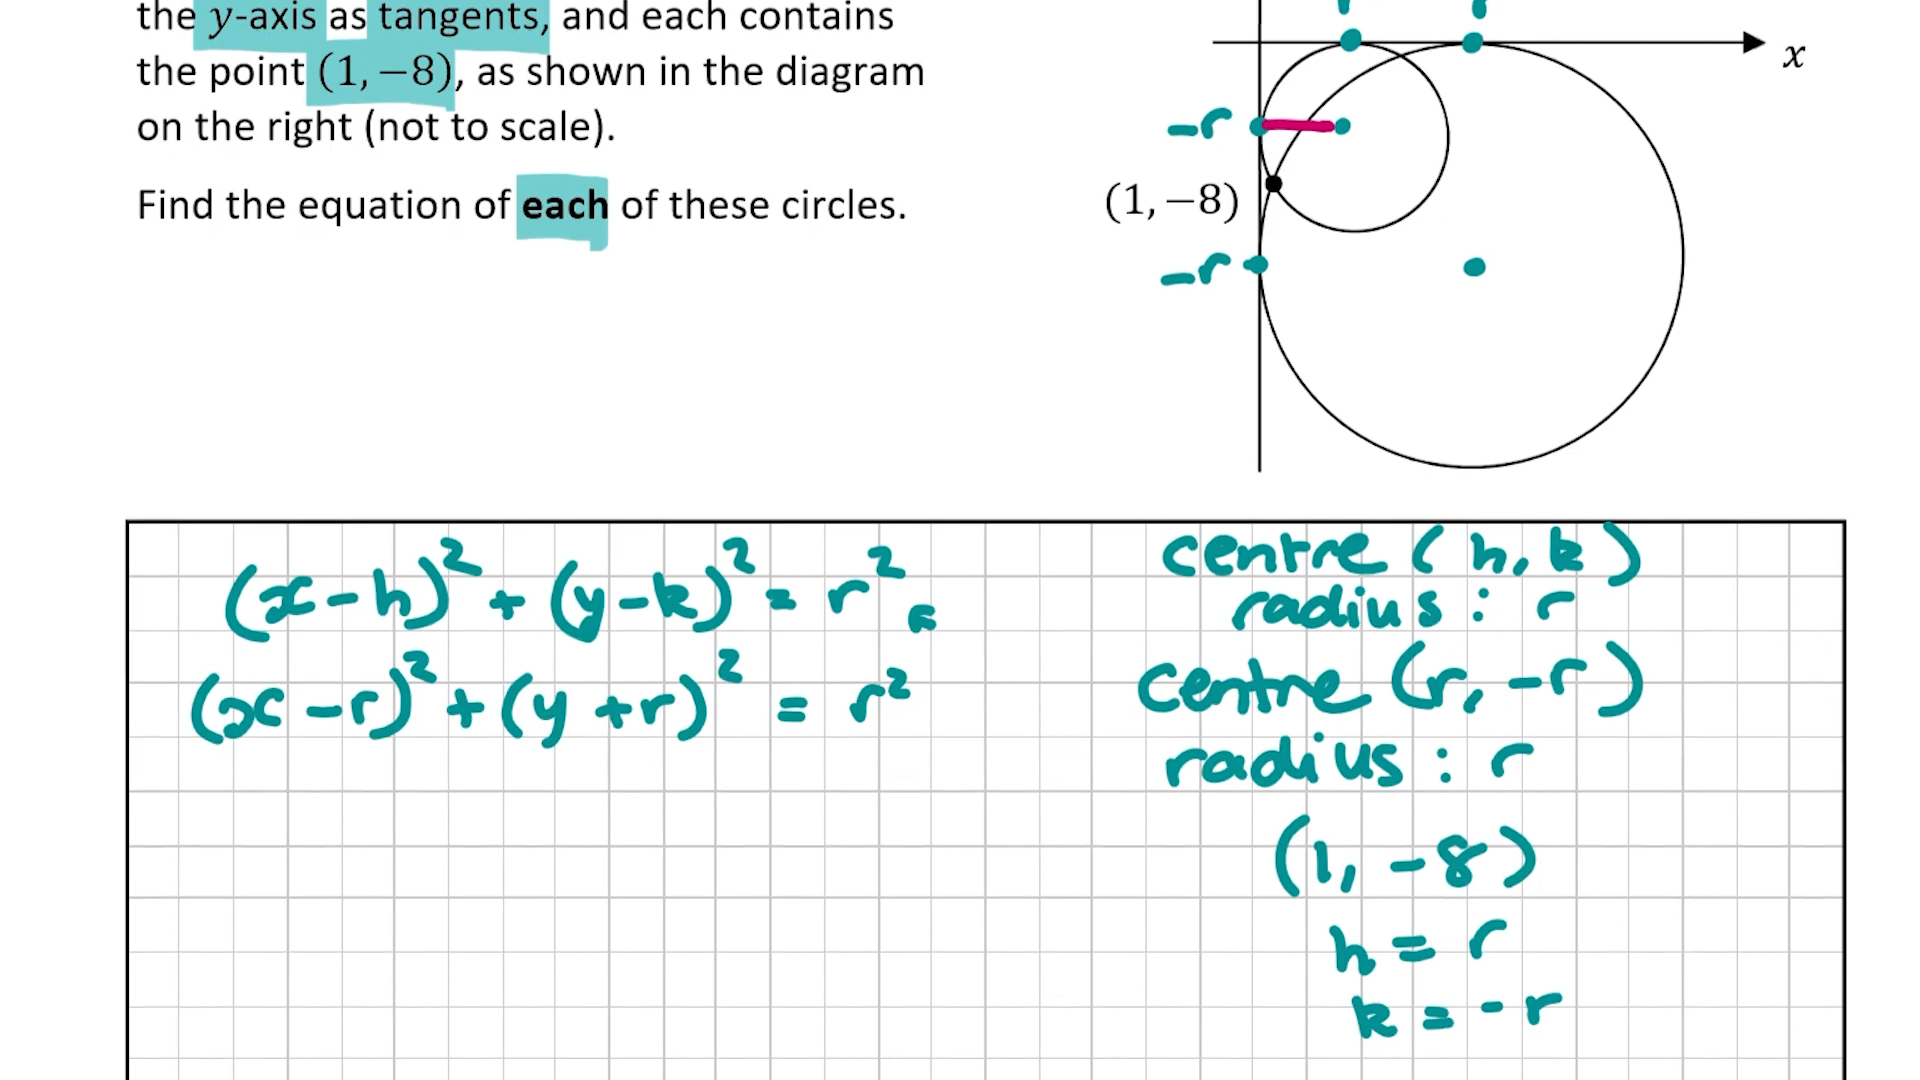 the y-axis as tangents, and each contains
the point (1, −8), as shown in the diagram
on the right (not to scale).
Find the equation of each of these circles.
x
−r
(1, −8)
−r
(x−h)² + (y−k)² = r²
(x−r)² + (y+r)² = r²
centre (h, k)
radius : r
centre (r, −r)
radius : r
(1, −8)
h = r
k = −r